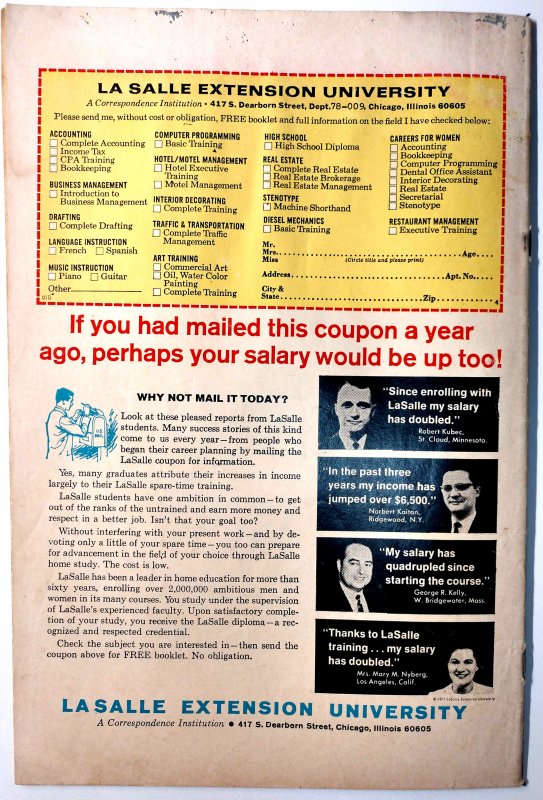 LA SALLE EXTENSION UNIVERSITY
A Correspondence Institution • 417 S. Dearborn Street, Dept. 78-009, Chicago, Illinois 60605
Please send me, without cost or obligation, FREE booklet and full information on the field I have checked below:
ACCOUNTING
Complete Accounting
Income Tax
CPA Training
Bookkeeping
BUSINESS MANAGEMENT
Introduction to
Business Management
DRAFTING
Complete Drafting
LANGUAGE INSTRUCTION
French Spanish
MUSIC INSTRUCTION
Piano Guitar
Other
010
COMPUTER PROGRAMMING
Basic Training
HOTEL/MOTEL MANAGEMENT
Hotel Executive
Training
Motel Management
INTERIOR DECORATING
Complete Training
TRAFFIC & TRANSPORTATION
Complete Traffic
Management
ART TRAINING
Commercial Art
Oil, Water Color
Painting
Complete Training
HIGH SCHOOL
High School Diploma
REAL ESTATE
Complete Real Estate
Real Estate Brokerage
Real Estate Management
STENOTYPE
Machine Shorthand
DIESEL MECHANICS
Basic Training
CAREERS FOR WOMEN
Accounting
Bookkeeping
Computer Programming
Dental Office Assistant
Interior Decorating
Real Estate
Secretarial
Stenotype
RESTAURANT MANAGEMENT
Executive Training
Mr.
Mrs. Age
Miss (Circle title and please print)
Address Apt. No.
City &
State Zip
If you had mailed this coupon a year
ago, perhaps your salary would be up too!
U.S.
MAIL
WHY NOT MAIL IT TODAY?
Look at these pleased reports from LaSalle
students. Many success stories of this kind
come to us every year—from people who
began their career planning by mailing the
LaSalle coupon for information.
Yes, many graduates attribute their increases in income
largely to their LaSalle spare-time training.
LaSalle students have one ambition in common—to get
out of the ranks of the untrained and earn more money and
respect in a better job. Isn't that your goal too?
Without interfering with your present work—and by de-
voting only a little of your spare time—you too can prepare
for advancement in the field of your choice through LaSalle
home study. The cost is low.
LaSalle has been a leader in home education for more than
sixty years, enrolling over 2,000,000 ambitious men and
women in its many courses. You study under the supervision
of LaSalle's experienced faculty. Upon satisfactory comple-
tion of your study, you receive the LaSalle diploma—a rec-
ognized and respected credential.
Check the subject you are interested in—then send the
coupon above for FREE booklet. No obligation.
"Since enrolling with
LaSalle my salary
has doubled."
Robert Kubec,
St. Cloud, Minnesota.
"In the past three
years my income has
jumped over $6,500."
Norbert Kaitan,
Ridgewood, N.Y.
"My salary has
quadrupled since
starting the course."
George R. Kelly,
W. Bridgewater, Mass.
"Thanks to LaSalle
training . . . my salary
has doubled."
Mrs. Mary M. Nyberg,
Los Angeles, Calif.
LA SALLE EXTENSION UNIVERSITY
A Correspondence Institution • 417 S. Dearborn Street, Chicago, Illinois 60605